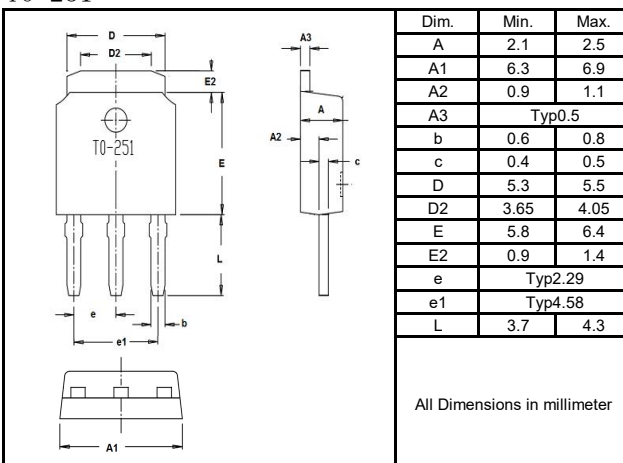 D
D2
E2
TO-251
E
L
e
b
e1
A1
A3
A
A2
c
Dim. Min. Max.
A 2.1 2.5
A1 6.3 6.9
A2 0.9 1.1
A3 Typ0.5
b 0.6 0.8
c 0.4 0.5
D 5.3 5.5
D2 3.65 4.05
E 5.8 6.4
E2 0.9 1.4
e Typ2.29
e1 Typ4.58
L 3.7 4.3
All Dimensions in millimeter